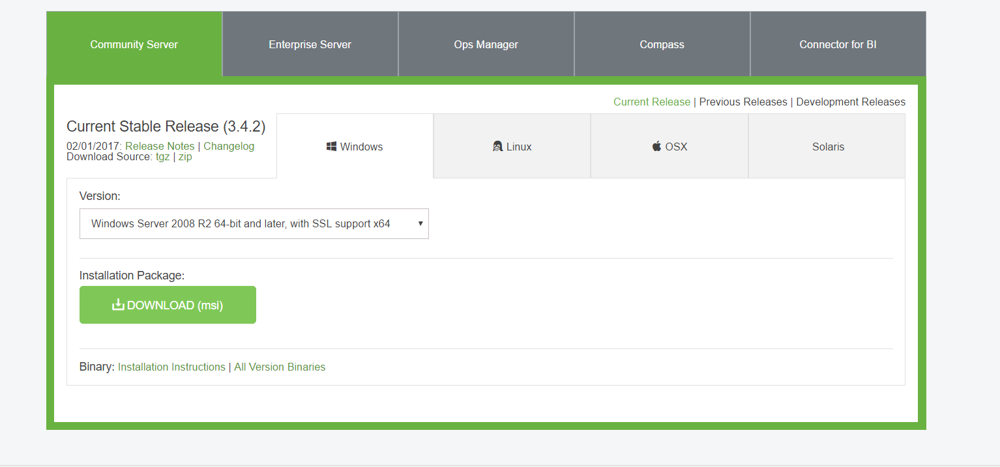 Community Server
Enterprise Server
Ops Manager
Compass
Connector for BI
Current Release | Previous Releases | Development Releases
Current Stable Release (3.4.2)
02/01/2017: Release Notes | Changelog
Download Source: tgz | zip
Windows
Linux
OSX
Solaris
Version:
Windows Server 2008 R2 64-bit and later, with SSL support x64
Installation Package:
DOWNLOAD (msi)
Binary: Installation Instructions | All Version Binaries